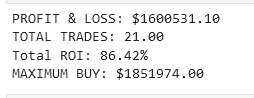 PROFIT & LOSS: $1600531.10
TOTAL TRADES: 21.00
Total ROI: 86.42%
MAXIMUM BUY: $1851974.00